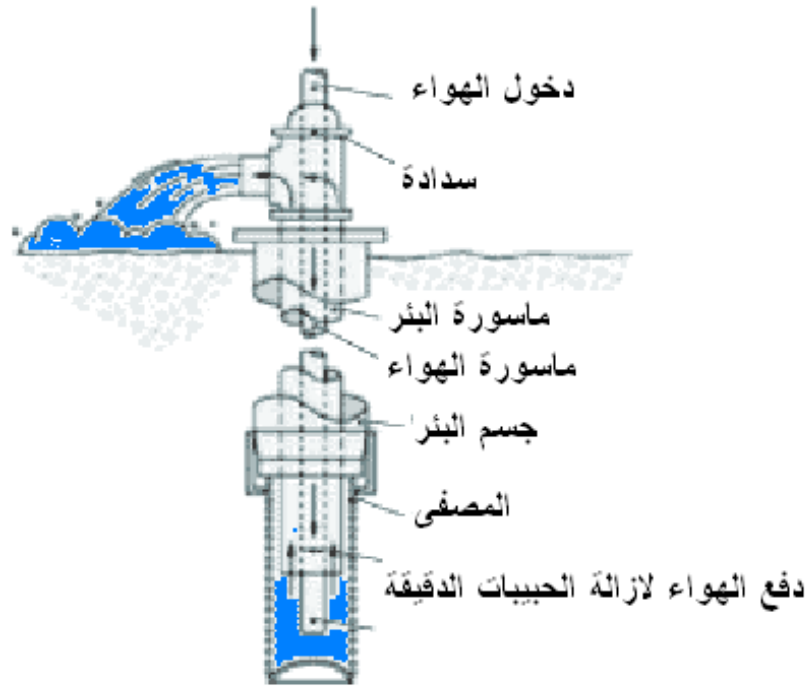 دخول الهواء
سدادة
ماسورة البئر
ماسورة الهواء
جسم البئر
المصفى
دفع الهواء لازالة الحبيبات الدقيقة